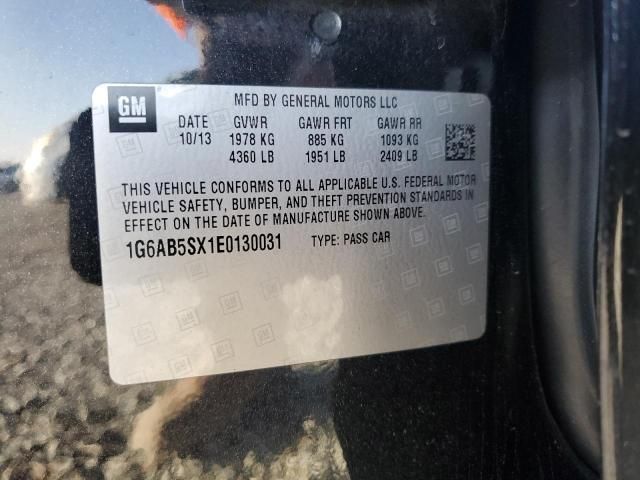 GM
MFD BY GENERAL MOTORS LLC
DATE GVWR GAWR FRT GAWR RR
10/13 1978 KG 885 KG 1093 KG
4360 LB 1951 LB 2409 LB
THIS VEHICLE CONFORMS TO ALL APPLICABLE U.S. FEDERAL MOTOR
VEHICLE SAFETY, BUMPER, AND THEFT PREVENTION STANDARDS IN
EFFECT ON THE DATE OF MANUFACTURE SHOWN ABOVE.
1G6AB5SX1E0130031 TYPE: PASS CAR